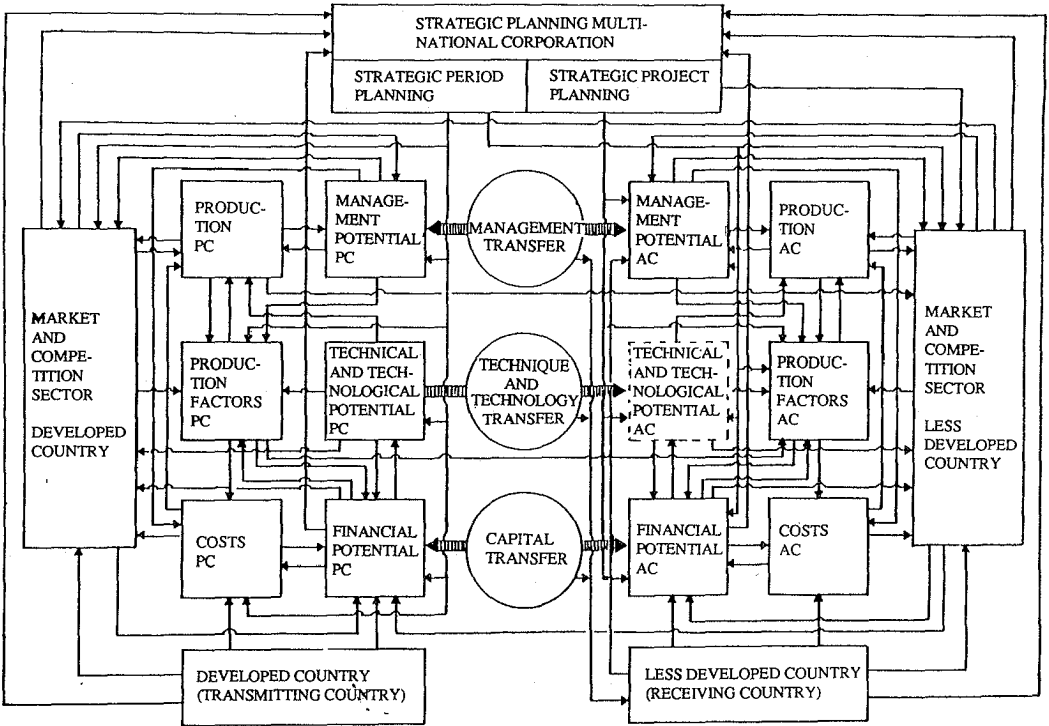 STRATEGIC PLANNING MULTI-
NATIONAL CORPORATION
STRATEGIC PERIOD
PLANNING
STRATEGIC PROJECT
PLANNING
PRODUC-
TION
PC
MANAGE-
MENT
POTENTIAL
PC
MANAGEMENT
TRANSFER
MANAGE-
MENT
POTENTIAL
AC
PRODUC-
TION
AC
MARKET
AND
COMPE-
TITION
SECTOR
DEVELOPED
COUNTRY
PRODUC-
TION
FACTORS
PC
TECHNICAL
AND TECH-
NOLOGICAL
POTENTIAL
PC
TECHNIQUE
AND
TECHNOLOGY
TRANSFER
TECHNICAL
AND TECH-
NOLOGICAL
POTENTIAL
AC
PRODUC-
TION
FACTORS
AC
MARKET
AND
COMPE-
TITION
SECTOR
LESS
DEVELOPED
COUNTRY
COSTS
PC
FINANCIAL
POTENTIAL
PC
CAPITAL
TRANSFER
FINANCIAL
POTENTIAL
AC
COSTS
AC
DEVELOPED COUNTRY
(TRANSMITTING COUNTRY)
LESS DEVELOPED COUNTRY
(RECEIVING COUNTRY)